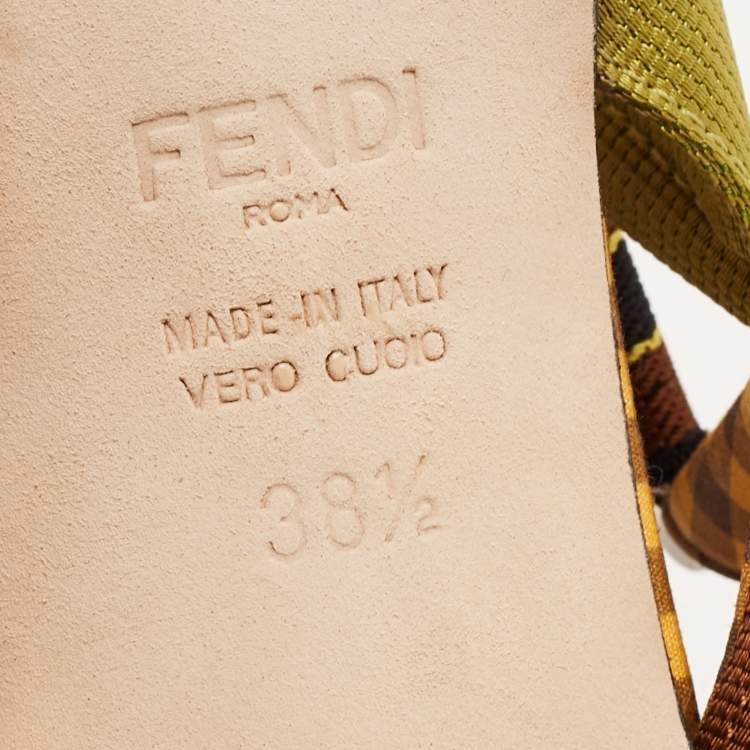 FENDI
ROMA
MADE IN ITALY
VERO CUOIO
38½